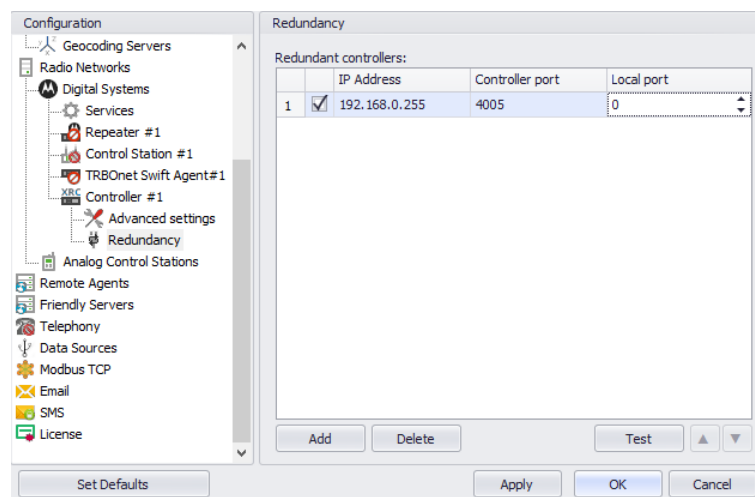 Configuration
Geocoding Servers
Radio Networks
Digital Systems
Services
Repeater #1
Control Station #1
TRBOnet Swift Agent#1
XRC
Controller #1
Advanced settings
Redundancy
Analog Control Stations
Remote Agents
Friendly Servers
Telephony
Data Sources
Modbus TCP
Email
SMS
License
Set Defaults
Redundancy
Redundant controllers:
IP Address Controller port Local port
1 192.168.0.255 4005 0
Add Delete Test
Apply OK Cancel